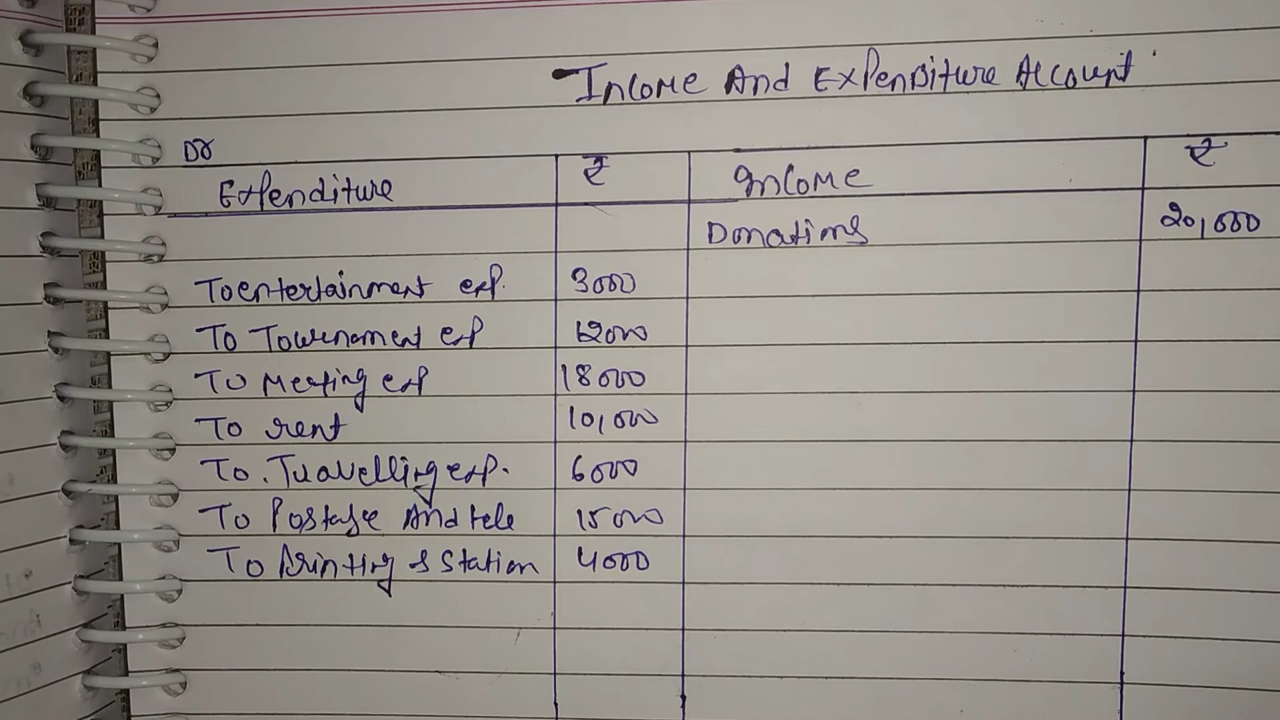 Income And Expenditure Account
Dr
Expenditure ₹ Income ₹
Donations 20,000
To entertainment exp. 3000
To Tournament exp 12000
To Meeting exp 18000
To rent 10,000
To. Travelling exp. 6000
To Postage And tele 15000
To Printing & Station 4000